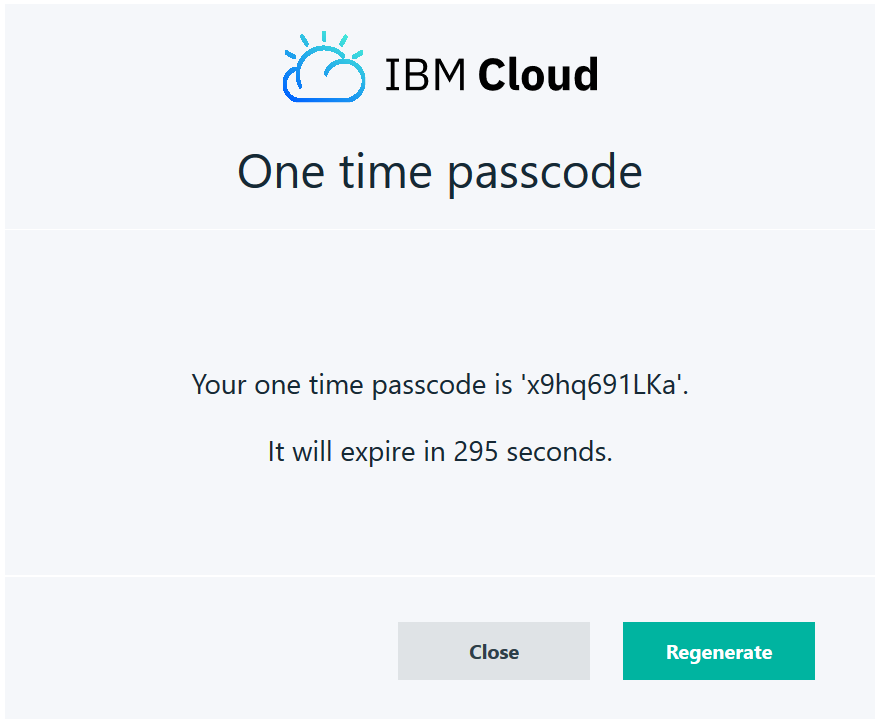 IBM Cloud
One time passcode
Your one time passcode is 'x9hq691LKa'.
It will expire in 295 seconds.
Close
Regenerate